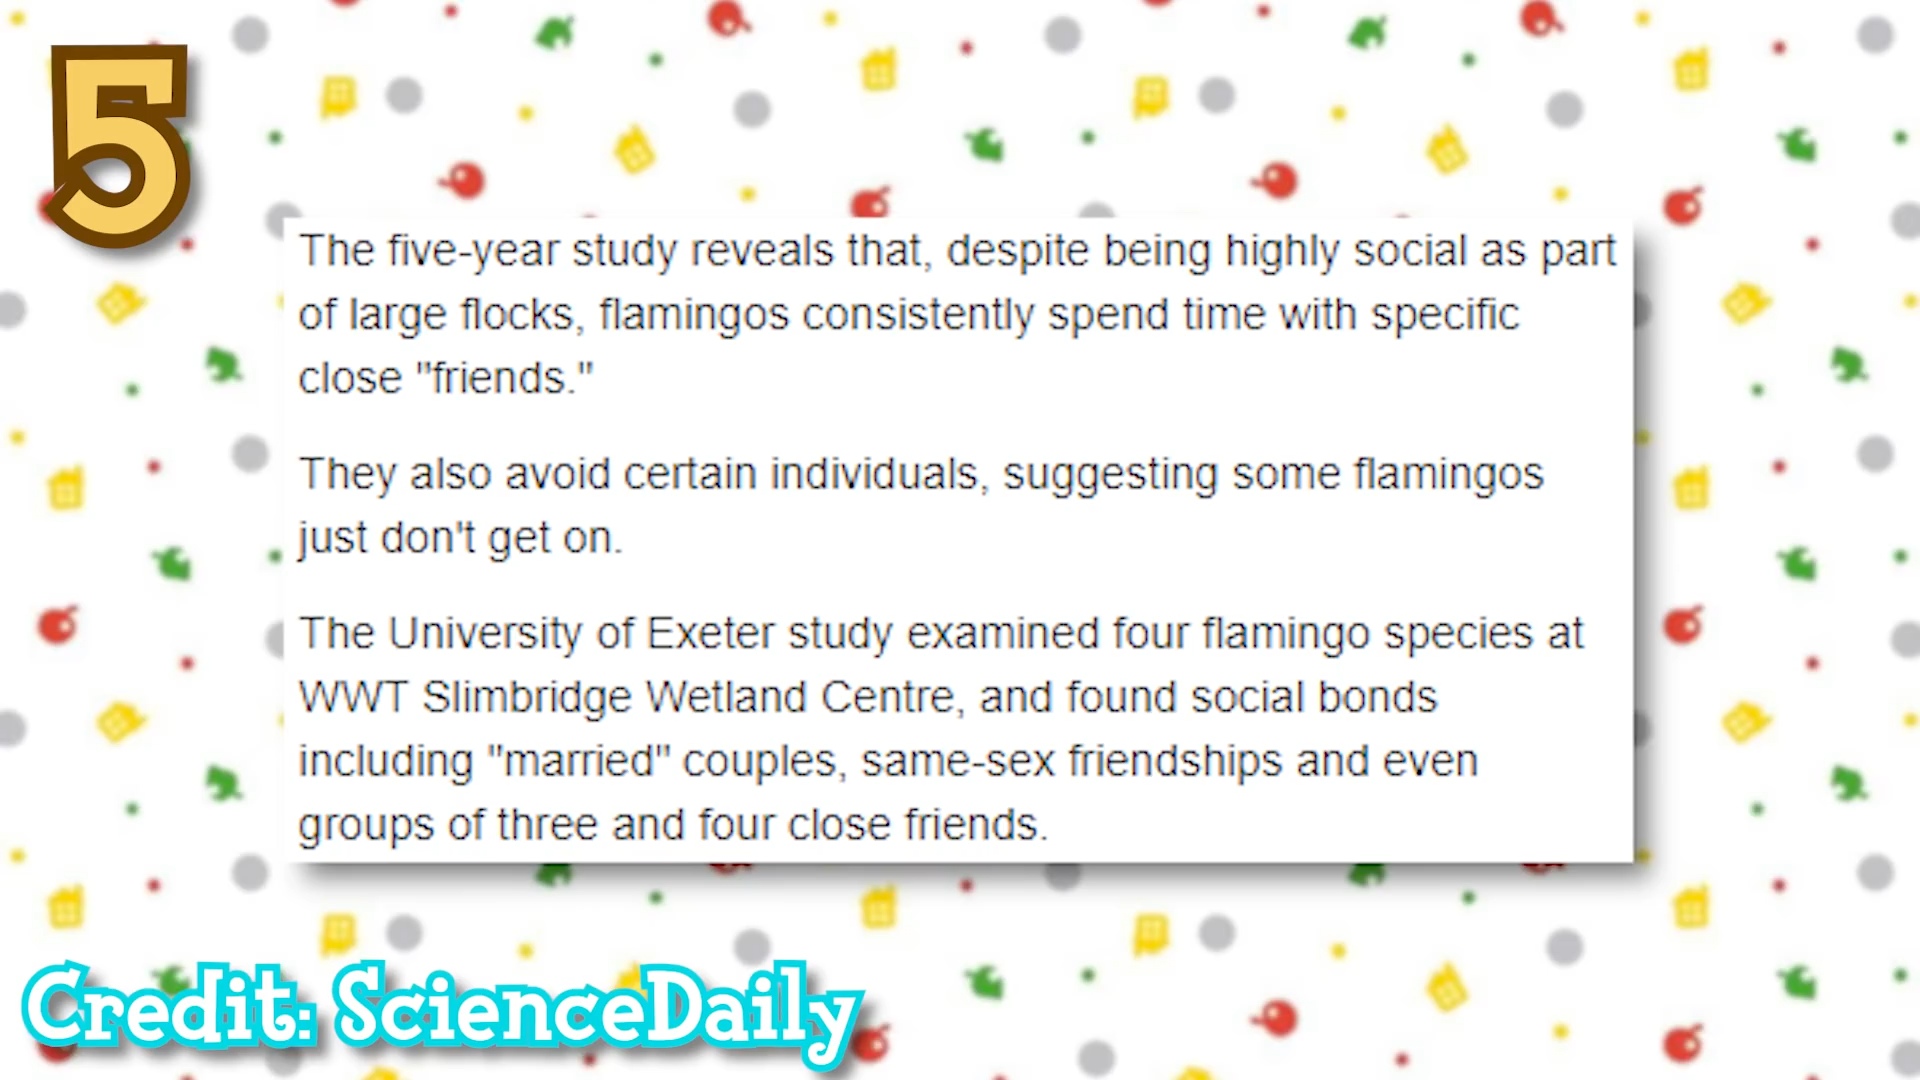 5
The five-year study reveals that, despite being highly social as part
of large flocks, flamingos consistently spend time with specific
close "friends."
They also avoid certain individuals, suggesting some flamingos
just don't get on.
The University of Exeter study examined four flamingo species at
WWT Slimbridge Wetland Centre, and found social bonds
including "married" couples, same-sex friendships and even
groups of three and four close friends.
Credit: ScienceDaily